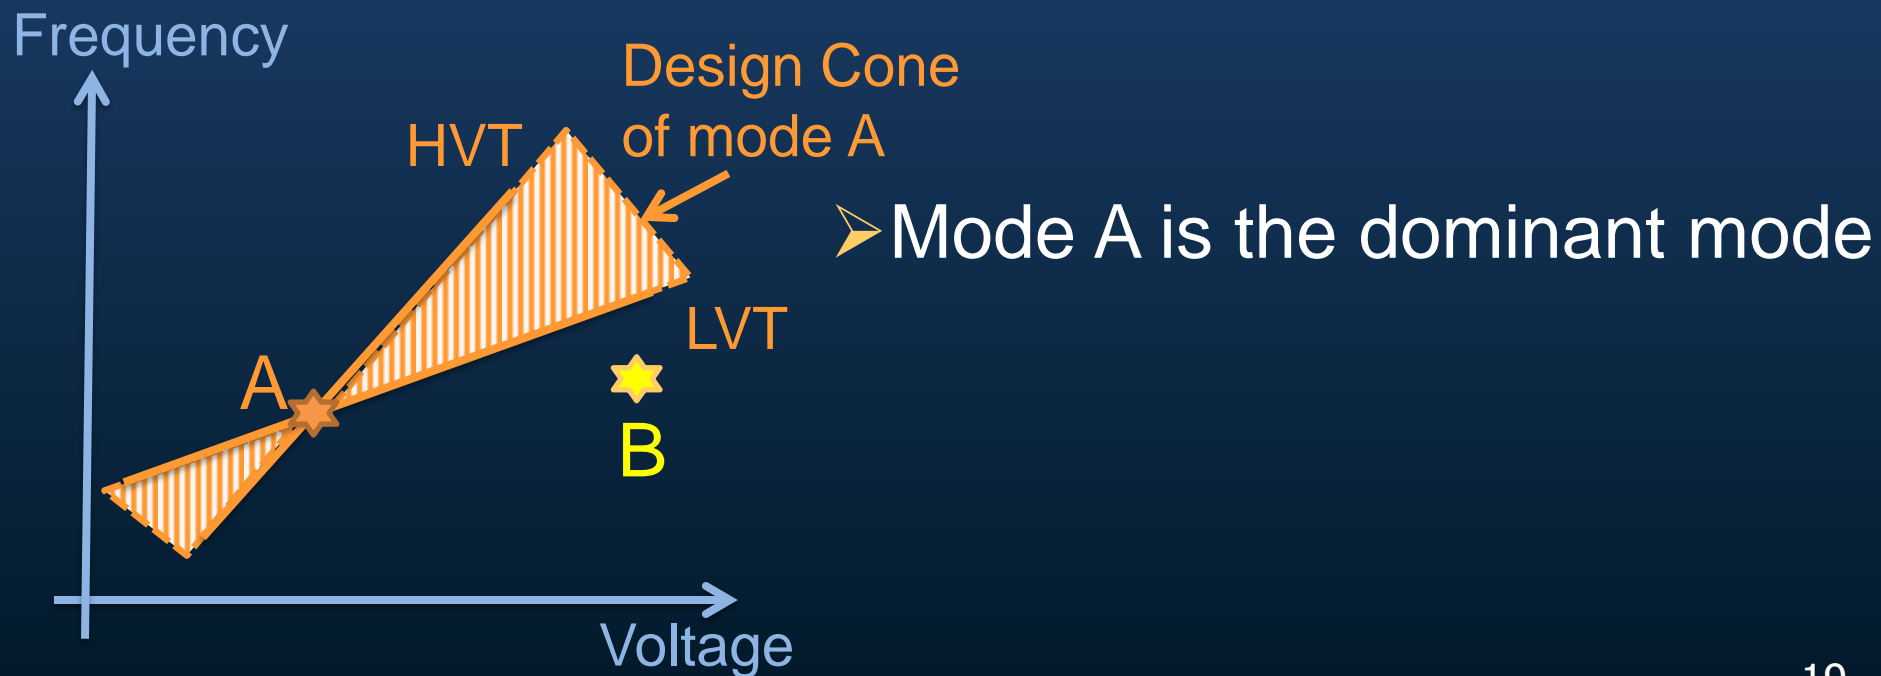 Frequency
Design Cone
of mode A
HVT
➢Mode A is the dominant mode
LVT
A
B
Voltage